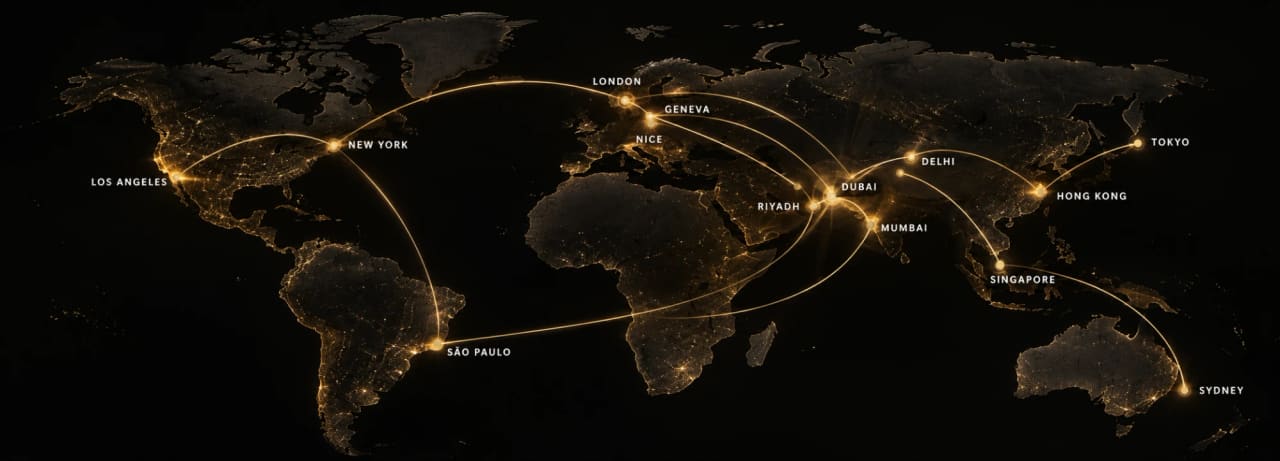 LONDON
GENEVA
NICE
NEW YORK
LOS ANGELES
TOKYO
DELHI
DUBAI
HONG KONG
RIYADH
MUMBAI
SINGAPORE
SÃO PAULO
SYDNEY